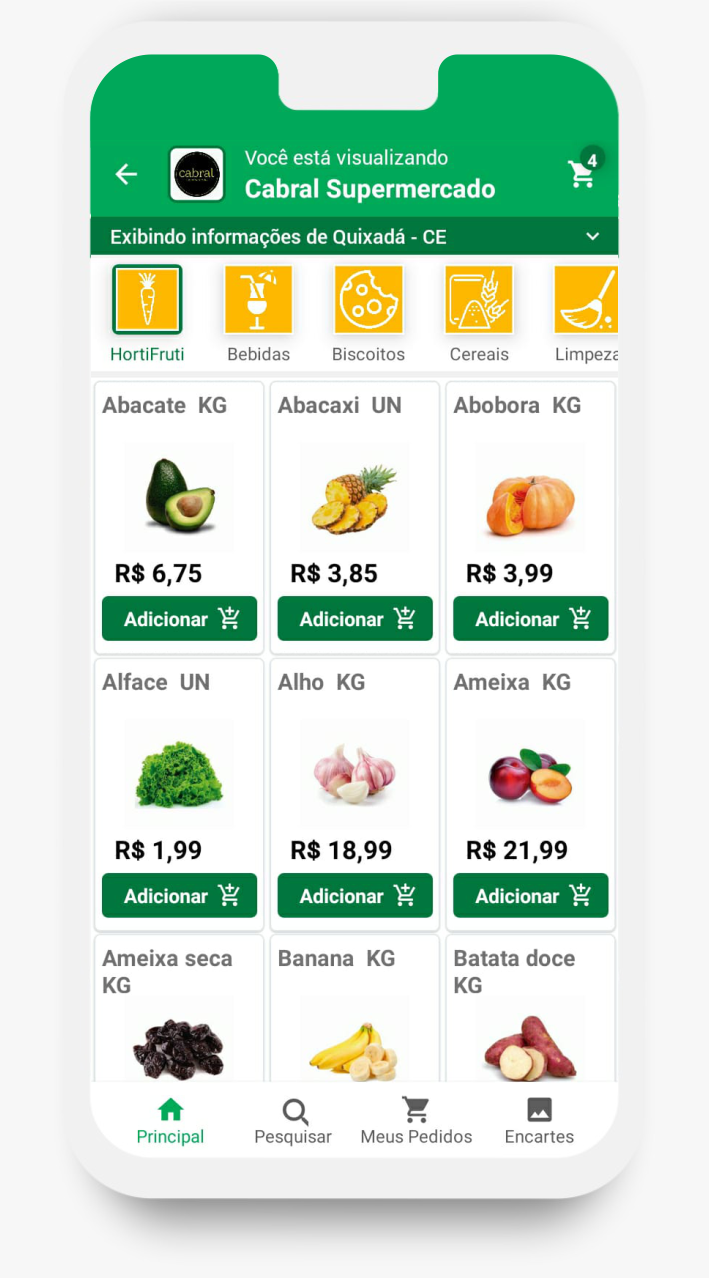 cabral
Você está visualizando
Cabral Supermercado
4
Exibindo informações de Quixadá - CE
HortiFruti Bebidas Biscoitos Cereais Limpeza
Abacate KG Abacaxi UN Abobora KG
R$ 6,75 R$ 3,85 R$ 3,99
Adicionar Adicionar Adicionar
Alface UN Alho KG Ameixa KG
R$ 1,99 R$ 18,99 R$ 21,99
Adicionar Adicionar Adicionar
Ameixa seca KG Banana KG Batata doce KG
Principal Pesquisar Meus Pedidos Encartes